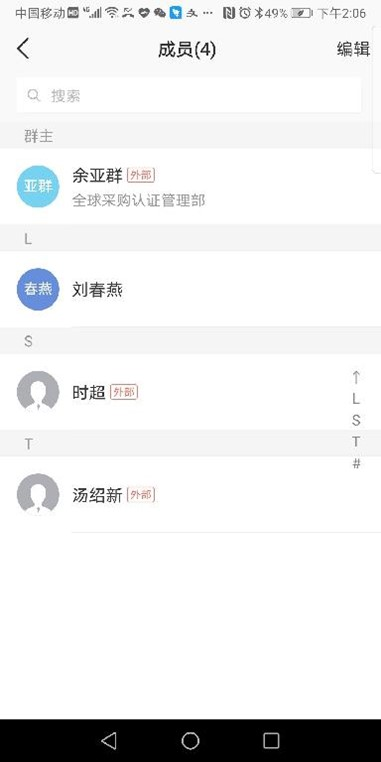 中国移动 HD 49% 下午2:06
成员(4)
编辑
搜索
群主
亚群
余亚群 外部
全球采购认证管理部
L
春燕
刘春燕
S
时超 外部
T
汤绍新 外部
↑
L
S
T
#